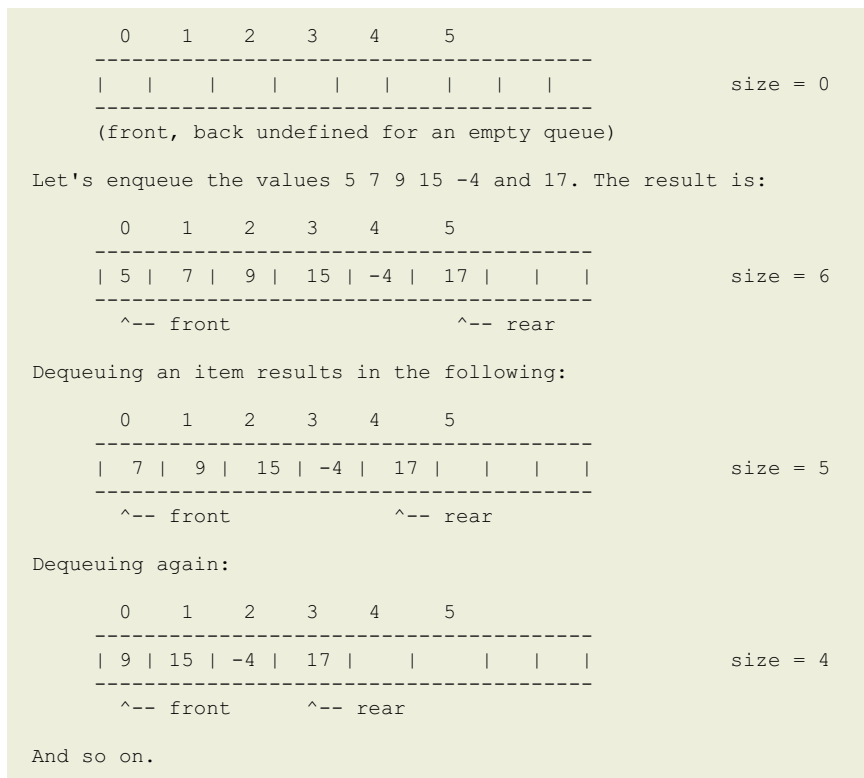 0 1 2 3 4 5
-----------------------------------------
| | | | | | | | | size = 0
-----------------------------------------
(front, back undefined for an empty queue)
Let's enqueue the values 5 7 9 15 -4 and 17. The result is:
0 1 2 3 4 5
-----------------------------------------
| 5 | 7 | 9 | 15 | -4 | 17 | | | size = 6
-----------------------------------------
^-- front ^-- rear
Dequeuing an item results in the following:
0 1 2 3 4 5
-----------------------------------------
| 7 | 9 | 15 | -4 | 17 | | | | size = 5
-----------------------------------------
^-- front ^-- rear
Dequeuing again:
0 1 2 3 4 5
-----------------------------------------
| 9 | 15 | -4 | 17 | | | | | size = 4
-----------------------------------------
^-- front ^-- rear
And so on.